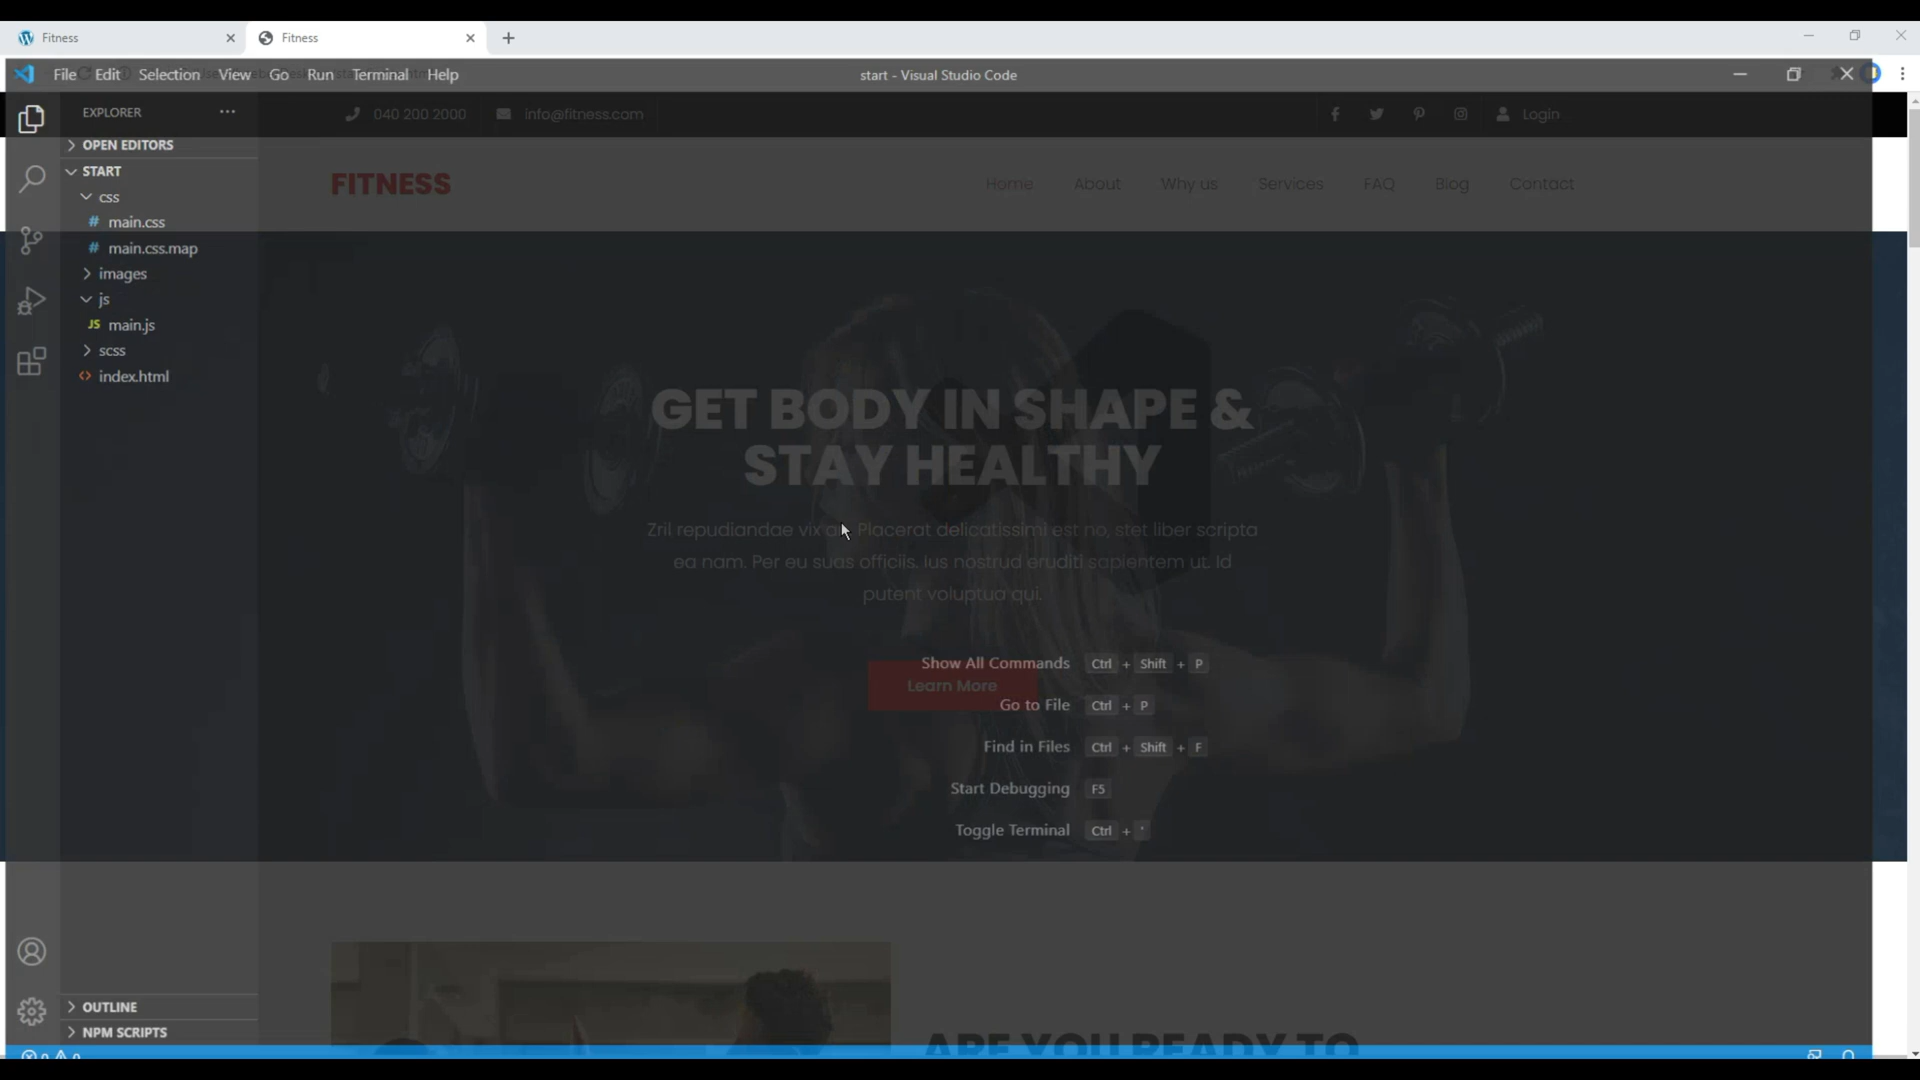 Fitness
Fitness
File Edit Selection View Go Run Terminal Help
start - Visual Studio Code
EXPLORER
040 200 2000
info@fitness.com
Login
OPEN EDITORS
START
css
main.css
main.css.map
images
JS
js
main.js
scss
index.html
FITNESS
Home About Why us Services FAQ Blog Contact
GET BODY IN SHAPE &
STAY HEALTHY
Zril repudiandae vix an. Placerat delicatissimi est no, stet liber scripta
ea nam. Per eu suas officiis. Ius nostrud eruditi sapientem ut. Id
putent voluptua qui.
Show All Commands Ctrl + Shift + P
Learn More
Go to File Ctrl + P
Find in Files Ctrl + Shift + F
Start Debugging F5
Toggle Terminal Ctrl + '
OUTLINE
NPM SCRIPTS
ARE YOU READY TO
0 0